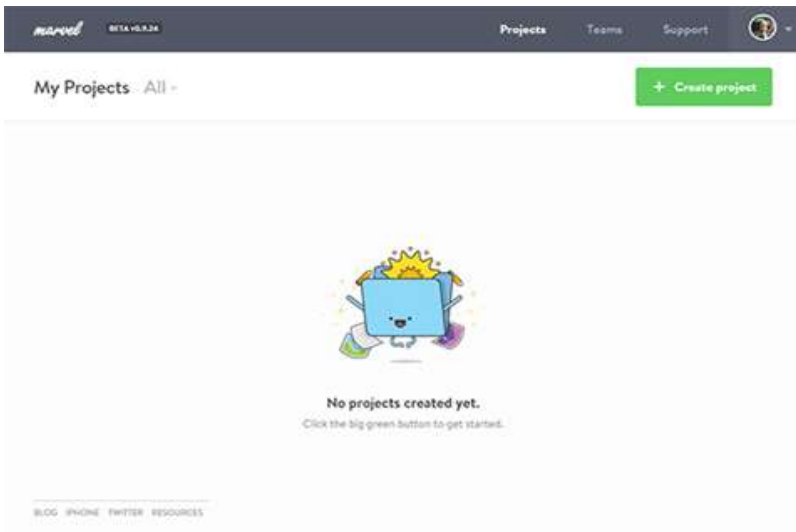 marvel BETA v0.9.24 Projects Teams Support
My Projects All
+ Create project
No projects created yet.
Click the big green button to get started.
BLOG IPHONE TWITTER RESOURCES